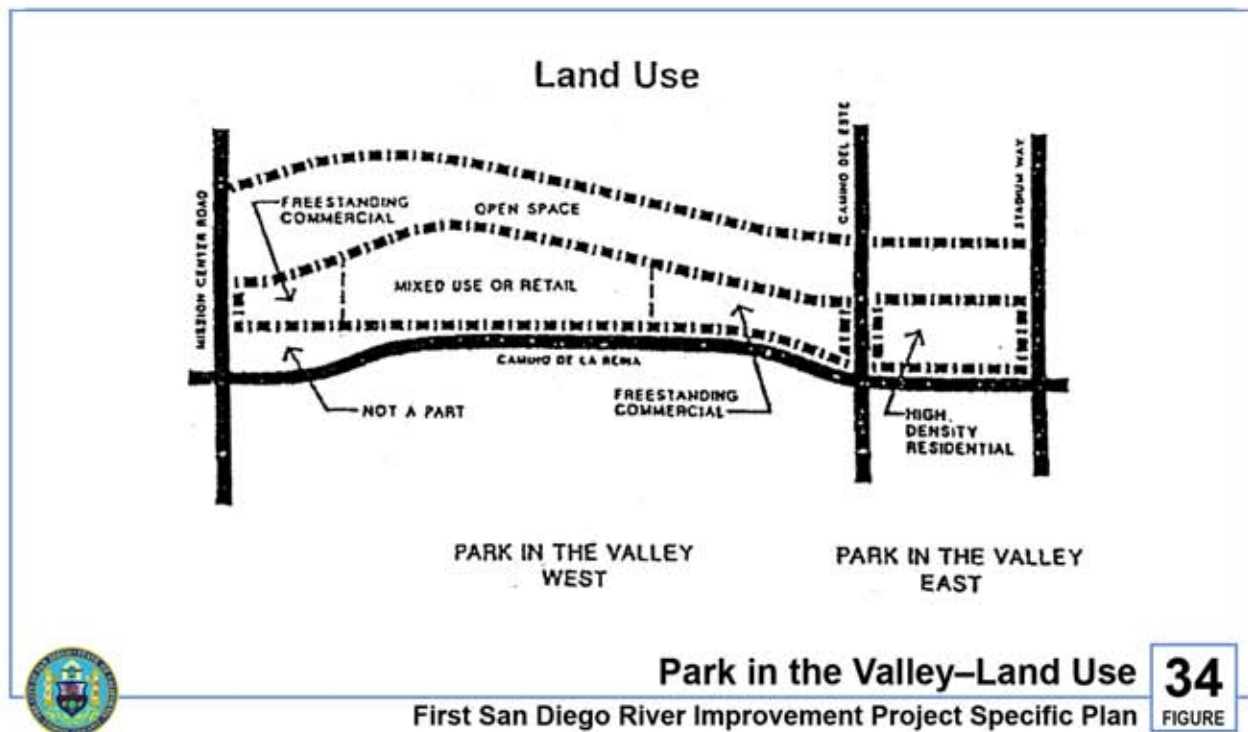 Land Use
MISSION CENTER ROAD
FREESTANDING
COMMERCIAL
OPEN SPACE
MIXED USE OR RETAIL
CAMINO DEL ESTE
STADIUM WAY
CAMINO DE LA REINA
NOT A PART
FREESTANDING
COMMERCIAL
HIGH
DENSITY
RESIDENTIAL
PARK IN THE VALLEY
WEST
PARK IN THE VALLEY
EAST
Park in the Valley–Land Use
First San Diego River Improvement Project Specific Plan
34
FIGURE